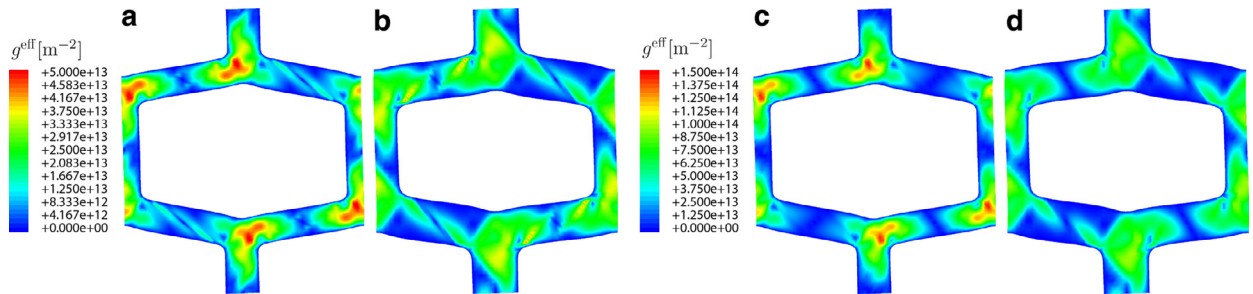 a
b
g^eff [m^-2]
+5.000e+13
+4.583e+13
+4.167e+13
+3.750e+13
+3.333e+13
+2.917e+13
+2.500e+13
+2.083e+13
+1.667e+13
+1.250e+13
+8.333e+12
+4.167e+12
+0.000e+00
c
d
g^eff [m^-2]
+1.500e+14
+1.375e+14
+1.250e+14
+1.125e+14
+1.000e+14
+8.750e+13
+7.500e+13
+6.250e+13
+5.000e+13
+3.750e+13
+2.500e+13
+1.250e+13
+0.000e+00